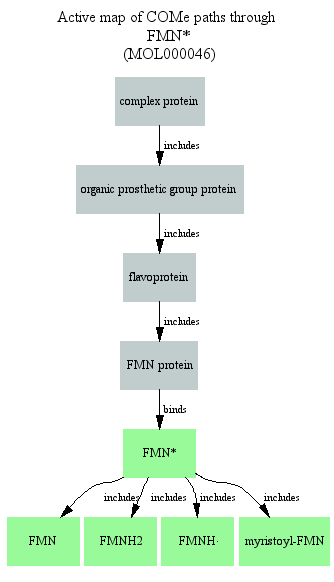 Active map of COMe paths through
FMN*
(MOL000046)
complex protein
includes
organic prosthetic group protein
includes
flavoprotein
includes
FMN protein
binds
FMN*
includes includes includes includes
FMN FMNH2 FMNH· myristoyl-FMN